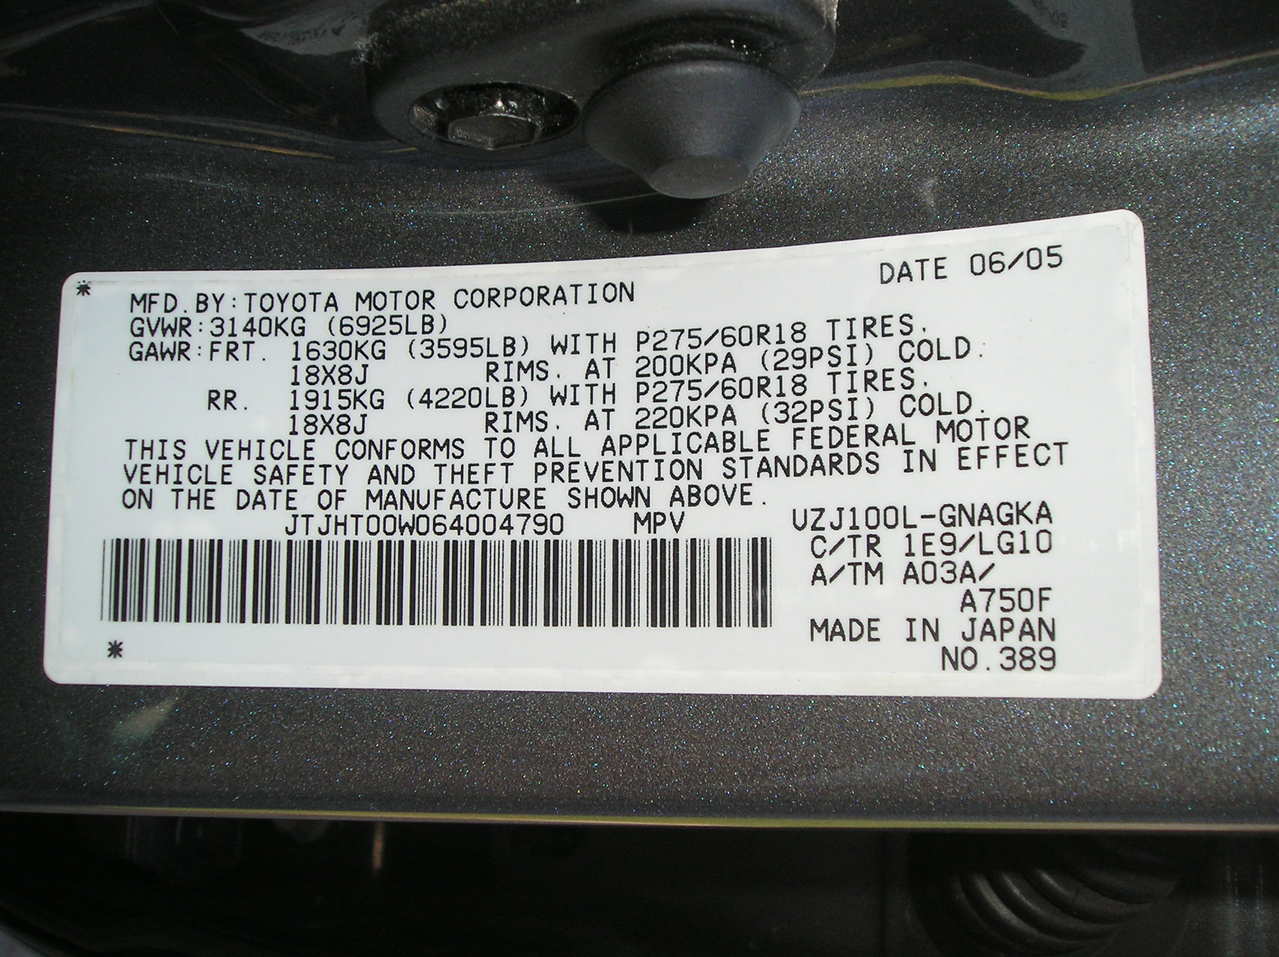 DATE 06/05
MFD.BY:TOYOTA MOTOR CORPORATION
GVWR:3140KG (6925LB)
GAWR:FRT. 1630KG (3595LB) WITH P275/60R18 TIRES.
18X8J RIMS. AT 200KPA (29PSI) COLD.
RR. 1915KG (4220LB) WITH P275/60R18 TIRES.
18X8J RIMS. AT 220KPA (32PSI) COLD.
THIS VEHICLE CONFORMS TO ALL APPLICABLE FEDERAL MOTOR
VEHICLE SAFETY AND THEFT PREVENTION STANDARDS IN EFFECT
ON THE DATE OF MANUFACTURE SHOWN ABOVE.
JTJHT00W064004790 MPV UZJ100L-GNAGKA
C/TR 1E9/LG10
A/TM A03A/
A750F
MADE IN JAPAN
NO.389